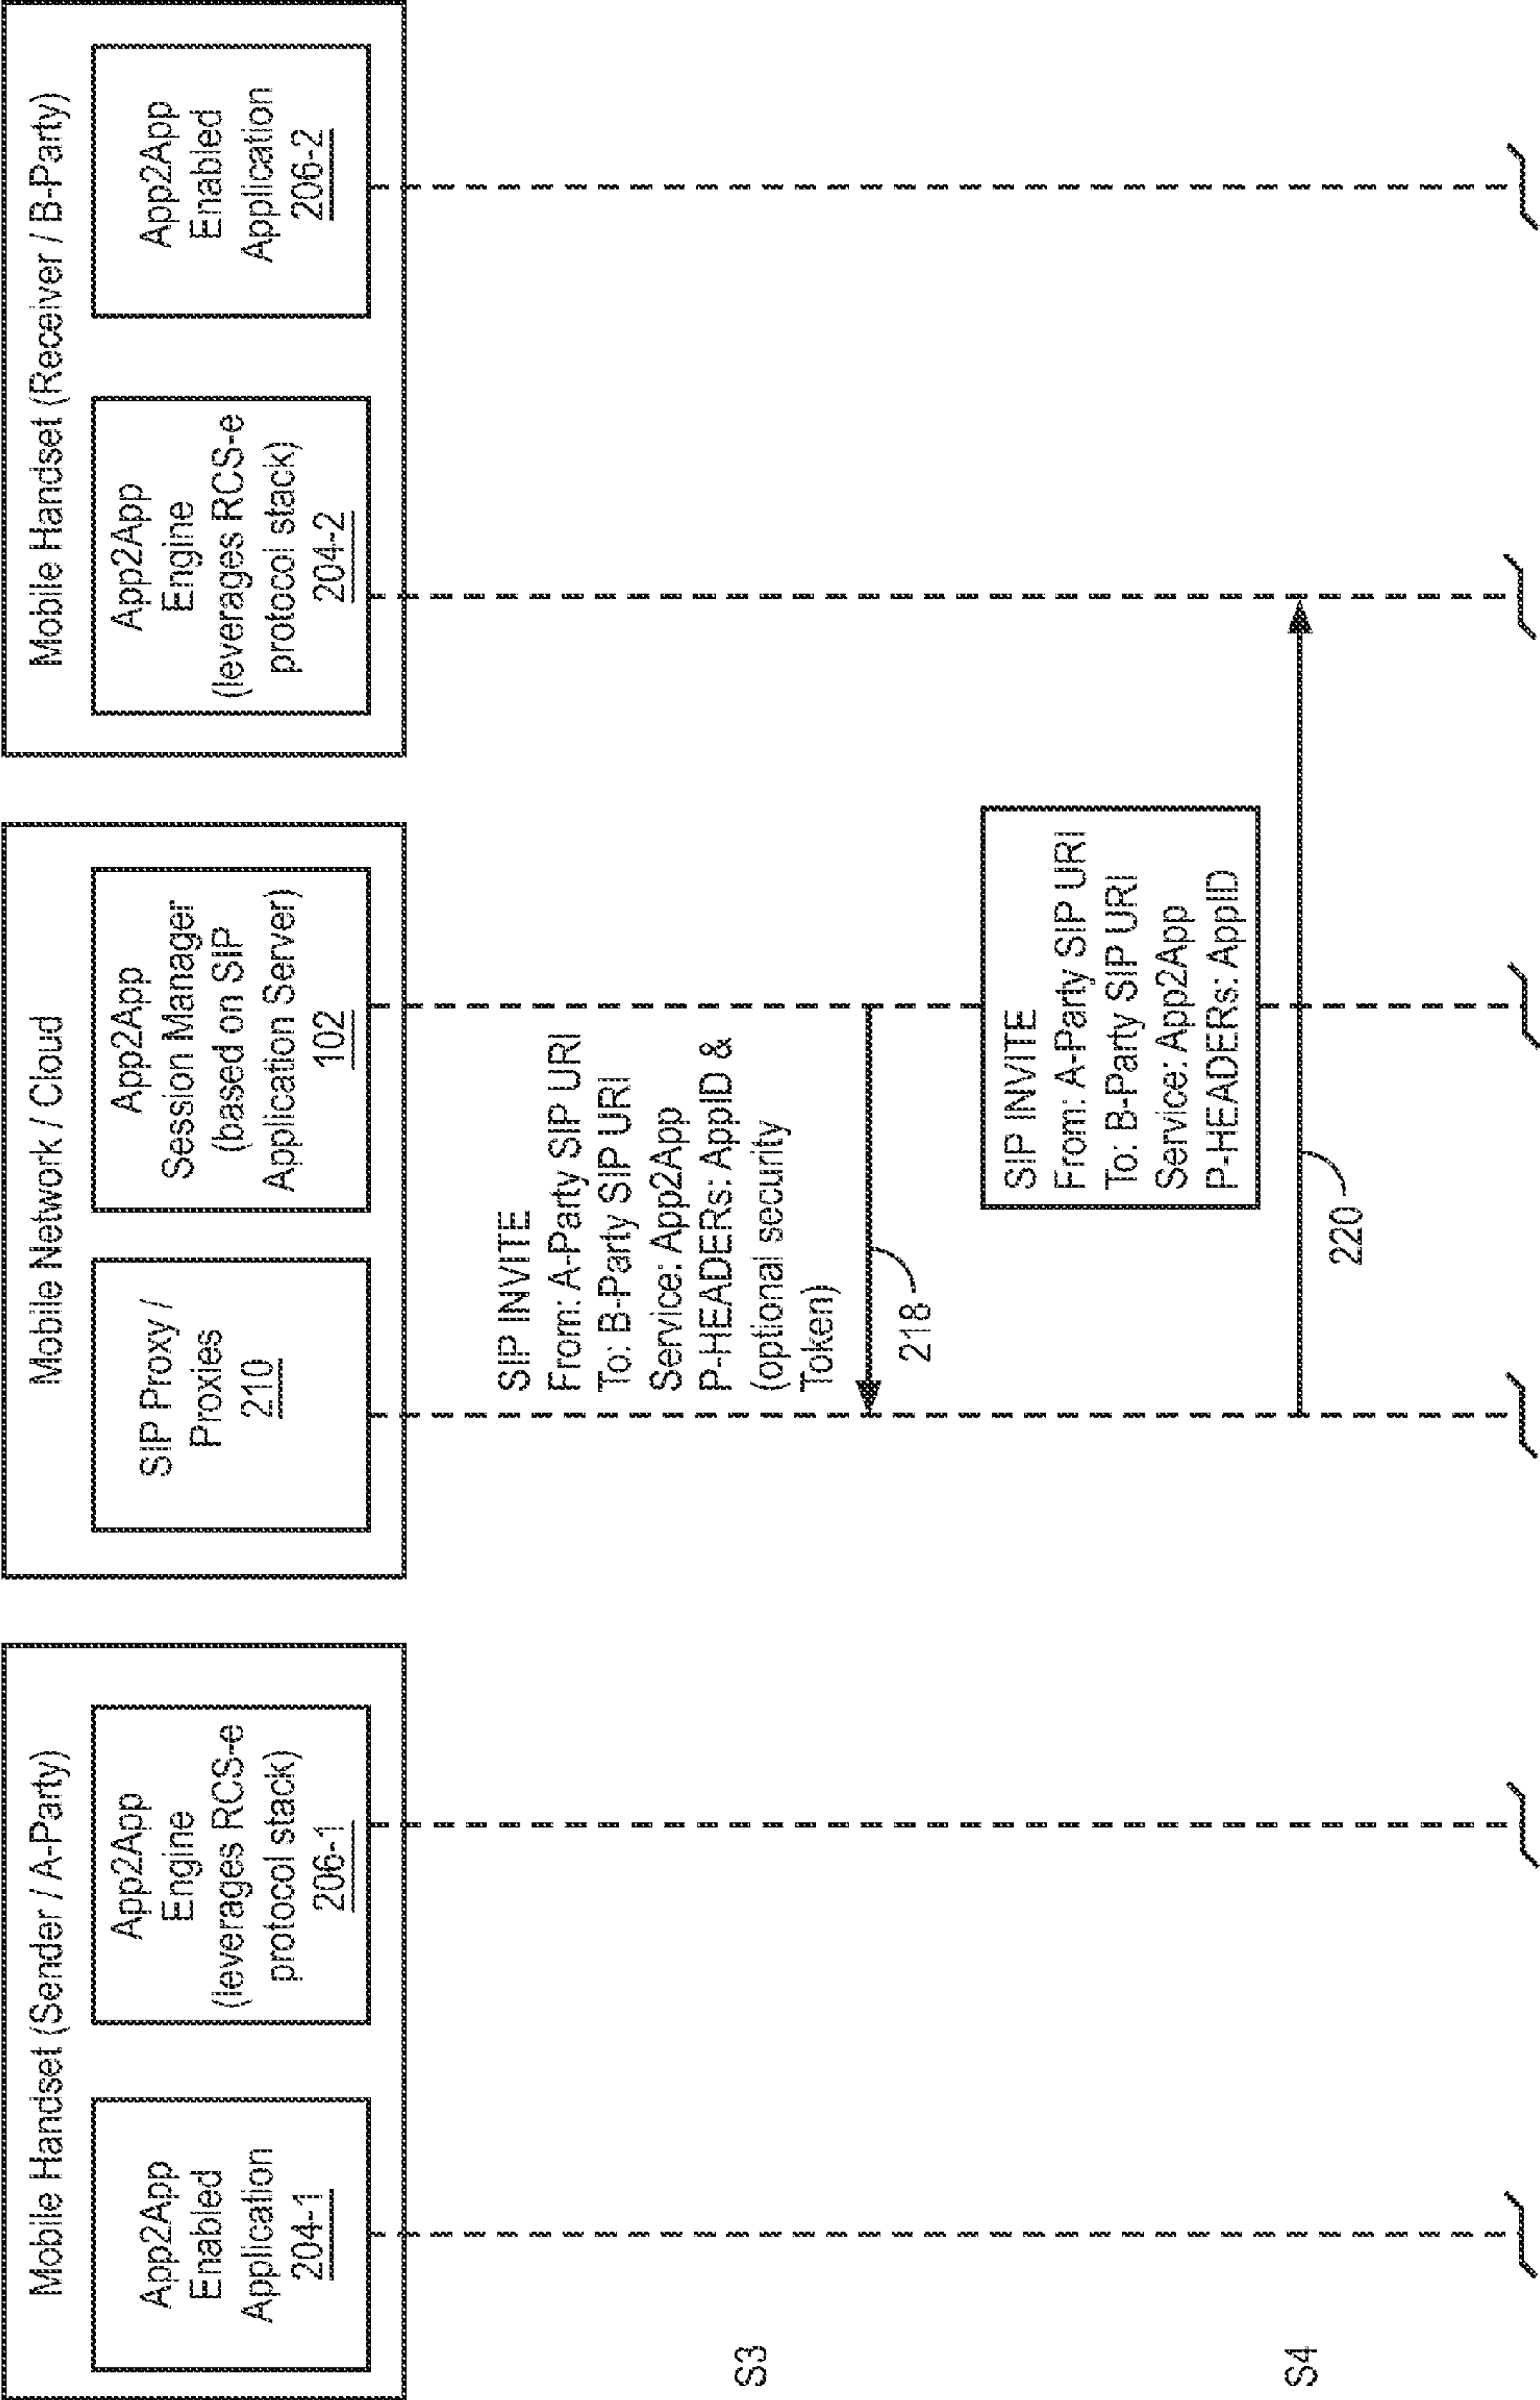 Mobile Handset (Sender / A-Party)
App2App
Enabled
Application
204-1
App2App
Engine
(leverages RCS-e
protocol stack)
206-1
Mobile Network / Cloud
SIP Proxy /
Proxies
210
App2App
Session Manager
(based on SIP
Application Server)
102
Mobile Handset (Receiver / B-Party)
App2App
Engine
(leverages RCS-e
protocol stack)
204-2
App2App
Enabled
Application
206-2
S3
SIP INVITE
From: A-Party SIP URI
To: B-Party SIP URI
Service: App2App
P-HEADERs: AppID &
(optional security
Token)
218
S4
SIP INVITE
From: A-Party SIP URI
To: B-Party SIP URI
Service: App2App
P-HEADERS: AppID
220